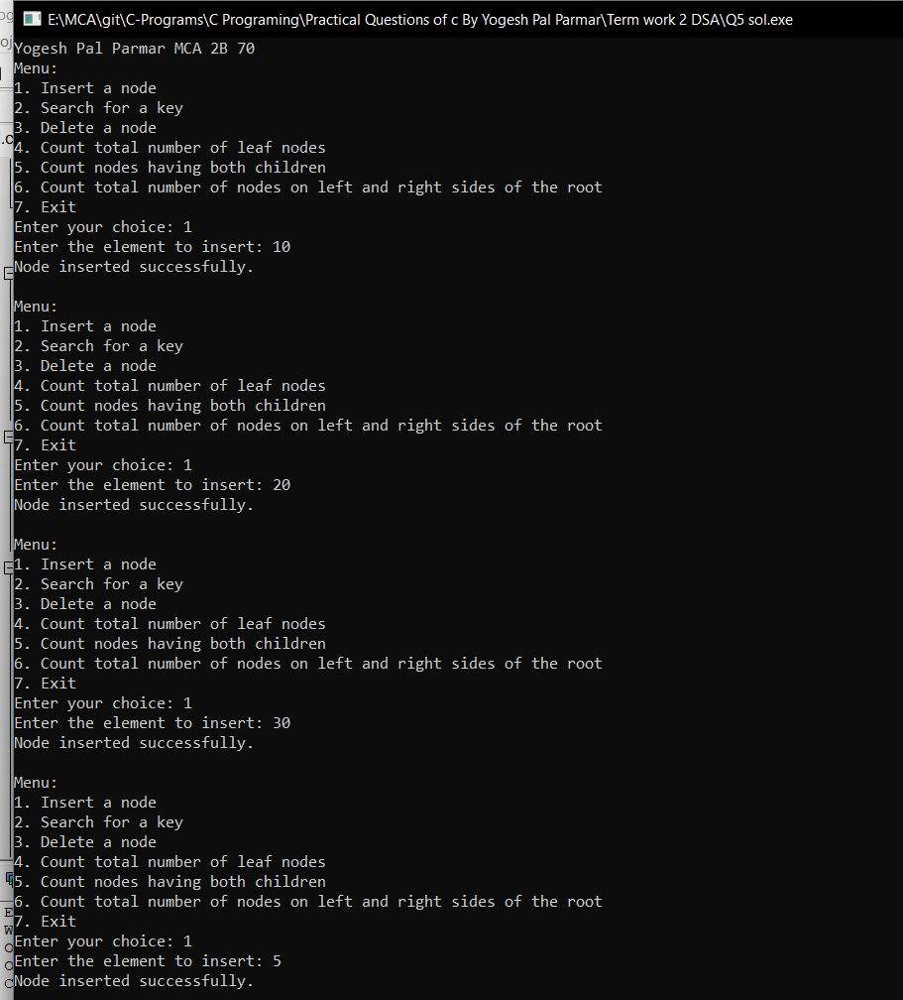 E:\MCA\git\C-Programs\C Programing\Practical Questions of c By Yogesh Pal Parmar\Term work 2 DSA\Q5 sol.exe
Yogesh Pal Parmar MCA 2B 70
Menu:
1. Insert a node
2. Search for a key
3. Delete a node
4. Count total number of leaf nodes
5. Count nodes having both children
6. Count total number of nodes on left and right sides of the root
7. Exit
Enter your choice: 1
Enter the element to insert: 10
Node inserted successfully.

Menu:
1. Insert a node
2. Search for a key
3. Delete a node
4. Count total number of leaf nodes
5. Count nodes having both children
6. Count total number of nodes on left and right sides of the root
7. Exit
Enter your choice: 1
Enter the element to insert: 20
Node inserted successfully.

Menu:
1. Insert a node
2. Search for a key
3. Delete a node
4. Count total number of leaf nodes
5. Count nodes having both children
6. Count total number of nodes on left and right sides of the root
7. Exit
Enter your choice: 1
Enter the element to insert: 30
Node inserted successfully.

Menu:
1. Insert a node
2. Search for a key
3. Delete a node
4. Count total number of leaf nodes
5. Count nodes having both children
6. Count total number of nodes on left and right sides of the root
7. Exit
Enter your choice: 1
Enter the element to insert: 5
Node inserted successfully.